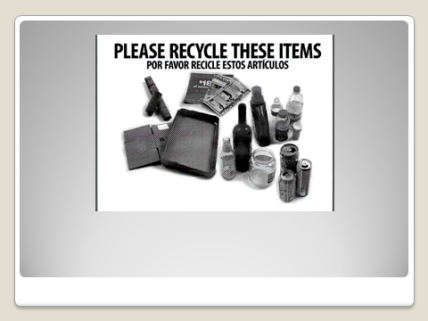 PLEASE RECYCLE THESE ITEMS
POR FAVOR RECICLE ESTOS ARTÍCULOS